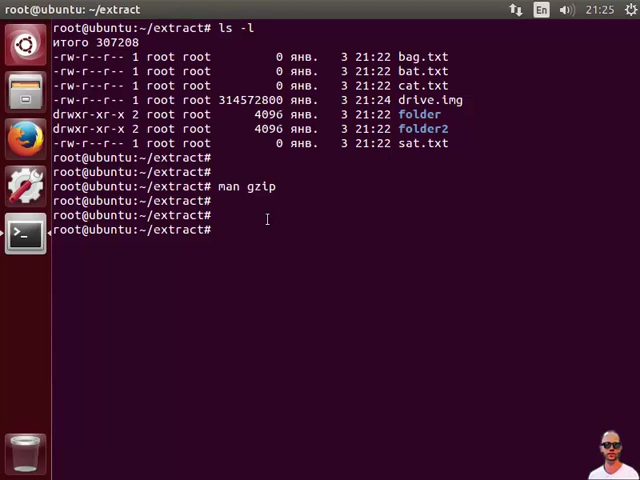 root@ubuntu: ~/extract
En
21:25
root@ubuntu:~/extract# ls -l
итого 307208
-rw-r--r-- 1 root root         0 янв.   3 21:22 bag.txt
-rw-r--r-- 1 root root         0 янв.   3 21:22 bat.txt
-rw-r--r-- 1 root root         0 янв.   3 21:22 cat.txt
-rw-r--r-- 1 root root 314572800 янв.   3 21:24 drive.img
drwxr-xr-x 2 root root      4096 янв.   3 21:22 folder
drwxr-xr-x 2 root root      4096 янв.   3 21:22 folder2
-rw-r--r-- 1 root root         0 янв.   3 21:22 sat.txt
root@ubuntu:~/extract#
root@ubuntu:~/extract#
root@ubuntu:~/extract# man gzip
root@ubuntu:~/extract#
root@ubuntu:~/extract#
root@ubuntu:~/extract#